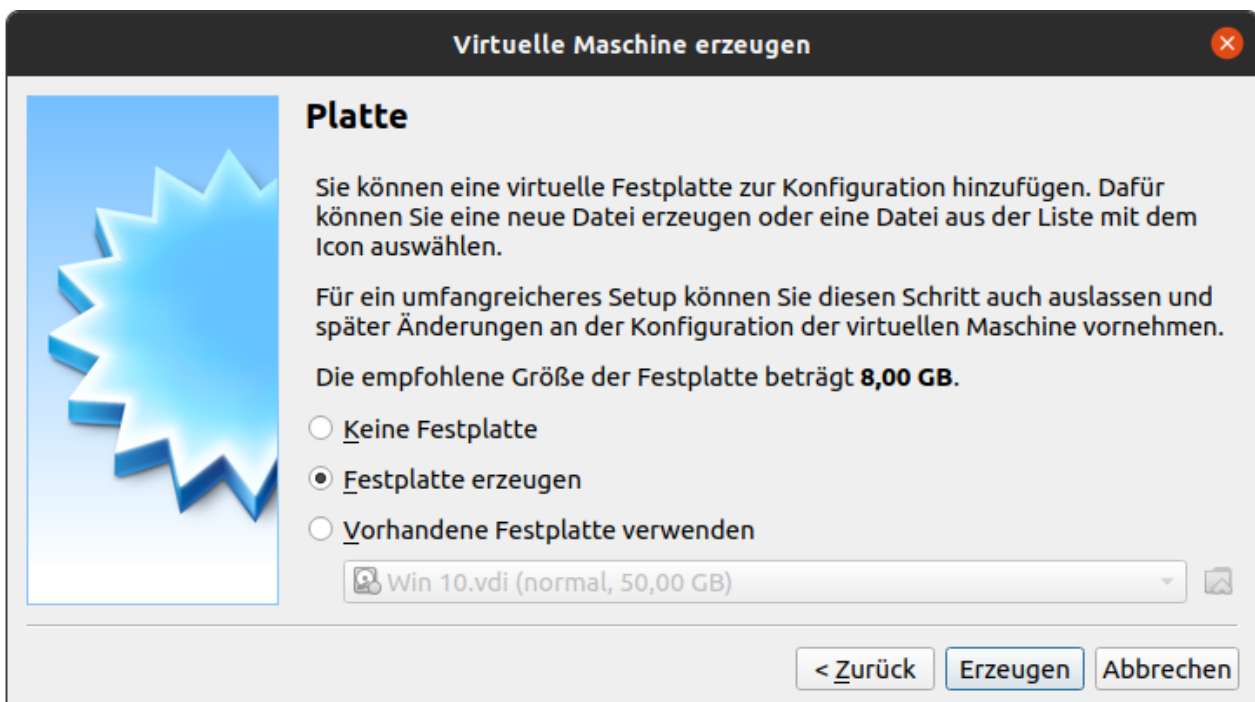 Virtuelle Maschine erzeugen
Platte
Sie können eine virtuelle Festplatte zur Konfiguration hinzufügen. Dafür
können Sie eine neue Datei erzeugen oder eine Datei aus der Liste mit dem
Icon auswählen.
Für ein umfangreicheres Setup können Sie diesen Schritt auch auslassen und
später Änderungen an der Konfiguration der virtuellen Maschine vornehmen.
Die empfohlene Größe der Festplatte beträgt 8,00 GB.
Keine Festplatte
Festplatte erzeugen
Vorhandene Festplatte verwenden
Win 10.vdi (normal, 50,00 GB)
< Zurück Erzeugen Abbrechen